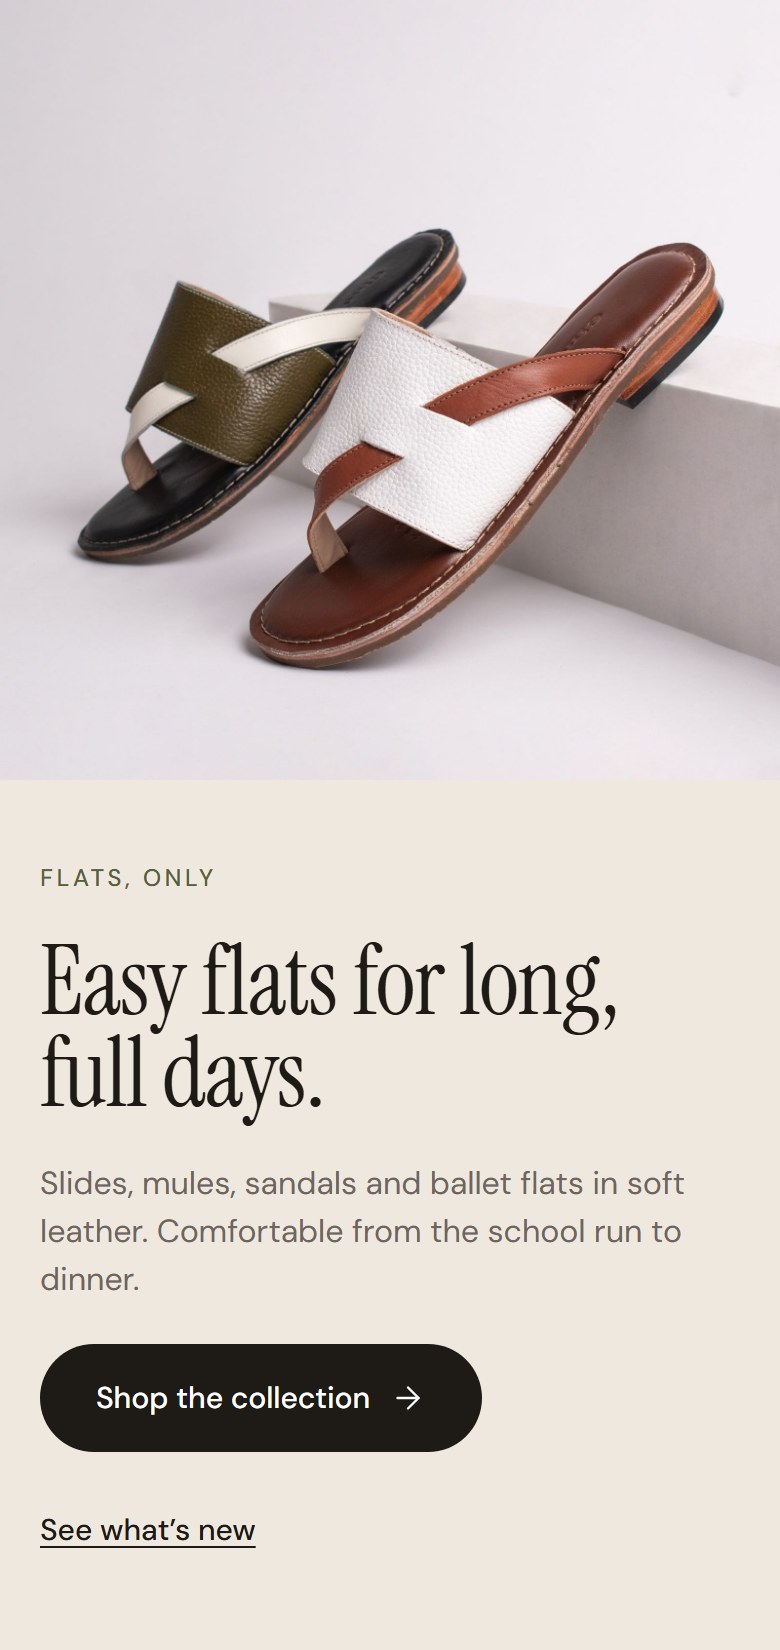 FLATS, ONLY
Easy flats for long,
full days.
Slides, mules, sandals and ballet flats in soft
leather. Comfortable from the school run to
dinner.
Shop the collection →
See what’s new